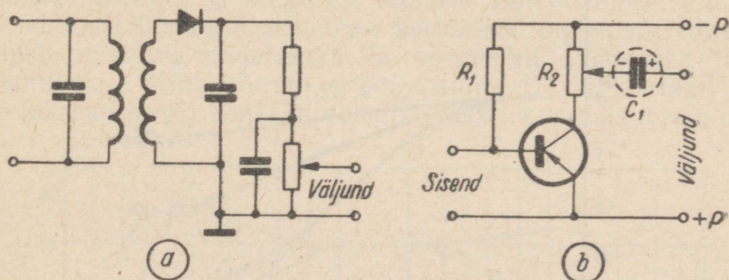 Väljund
a
−P
R₁
R₂
− +
C₁
Sisend
Väljund
+P
b